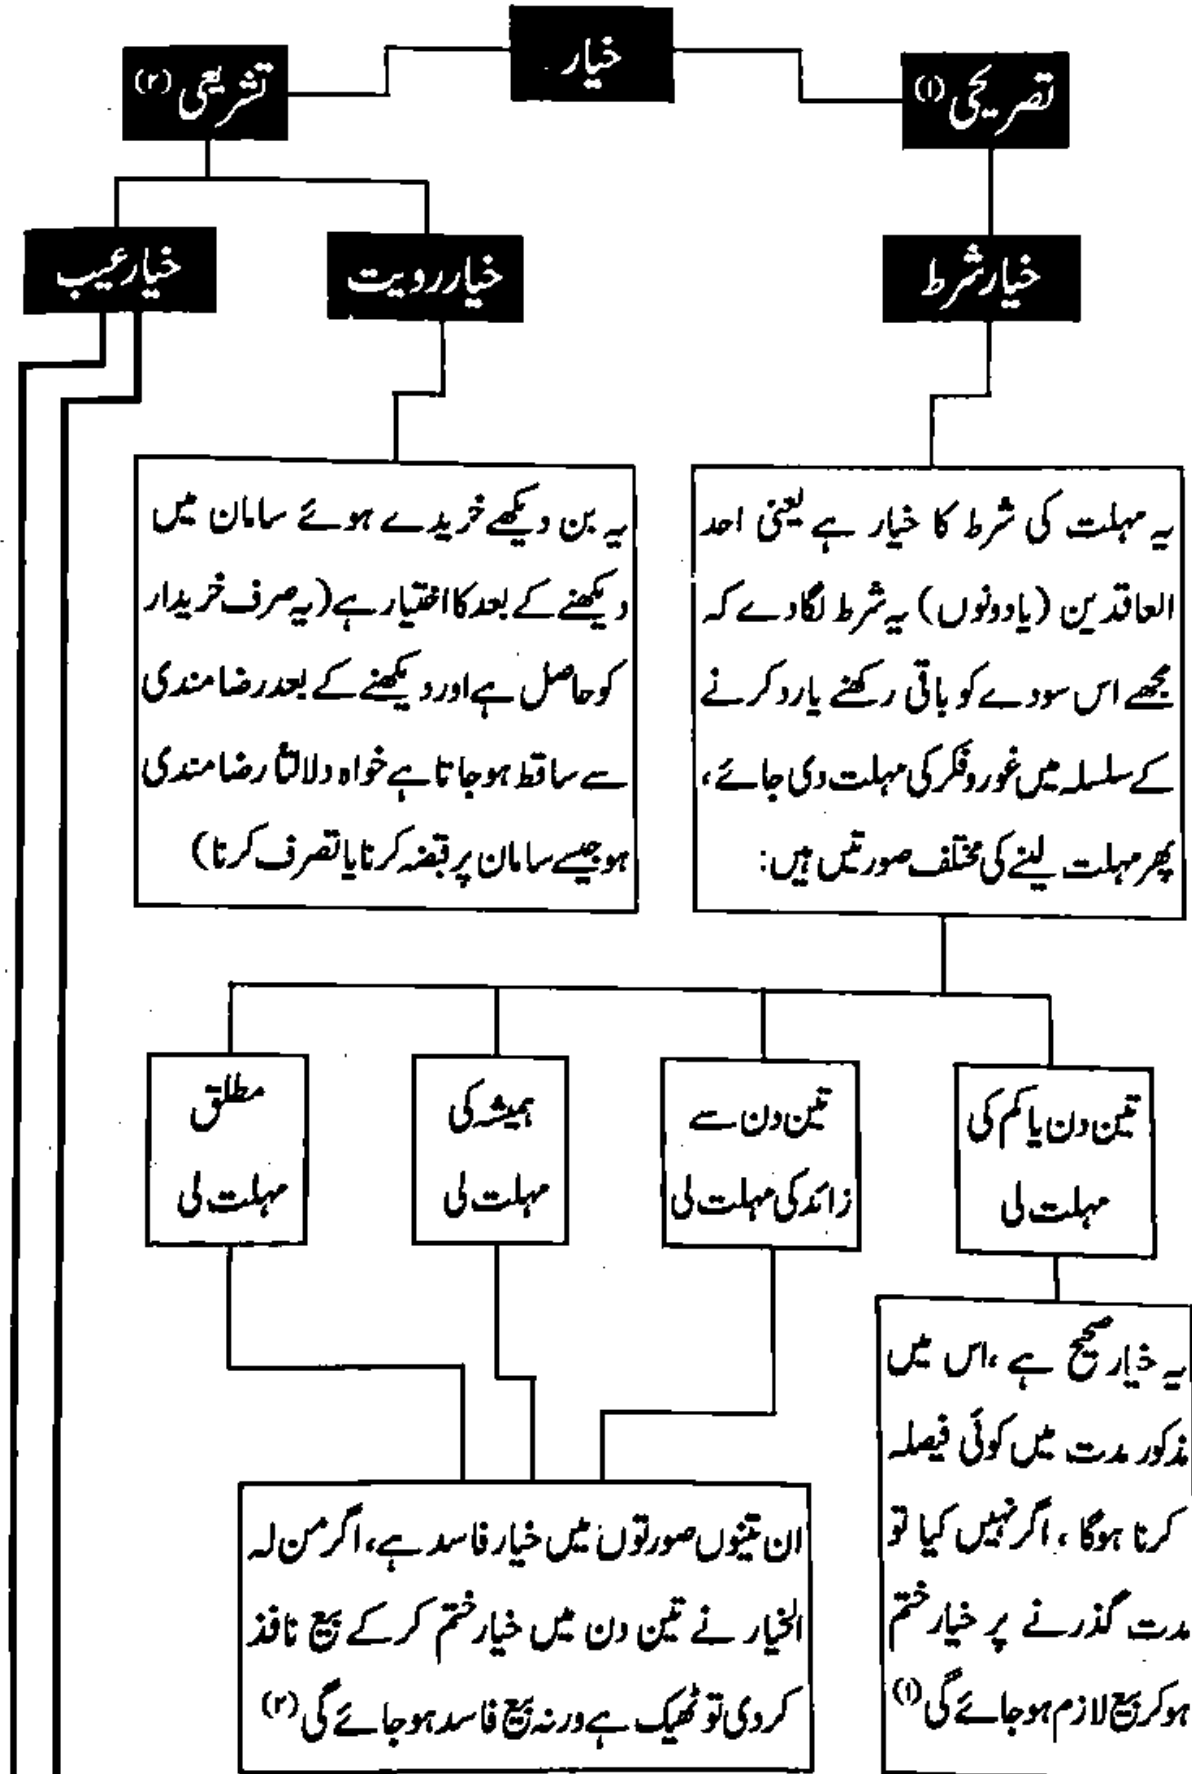 خیار
تصریحی (۱)
تشریعی (۲)
خیار شرط
خیار رویت
خیار عیب
یہ مہلت کی شرط کا خیار ہے یعنی احد
العاقدین (یا دونوں) یہ شرط لگادے کہ
مجھے اس سودے کو باقی رکھنے یا رد کرنے
کے سلسلہ میں غور و فکر کی مہلت دی جائے،
پھر مہلت لینے کی مختلف صورتیں ہیں:
یہ بن دیکھے خریدے ہوئے سامان میں
دیکھنے کے بعد کا اختیار ہے (یہ صرف خریدار
کو حاصل ہے اور دیکھنے کے بعد رضا مندی
سے ساقط ہو جاتا ہے خواہ دلالۃً رضا مندی
ہو جیسے سامان پر قبضہ کرنا یا تصرف کرنا)
تین دن یا کم کی
مہلت لی
تین دن سے
زائد کی مہلت لی
ہمیشہ کی
مہلت لی
مطلق
مہلت لی
یہ خیار صحیح ہے ،اس میں
مذکور مدت میں کوئی فیصلہ
کرنا ہوگا ، اگر نہیں کیا تو
مدت گذرنے پر خیار ختم
ہو کر بیع لازم ہو جائے گی (۱)
ان تینوں صورتوں میں خیار فاسد ہے، اگر من لہ
الخیار نے تین دن میں خیار ختم کر کے بیع نافذ
کردی تو ٹھیک ہے ورنہ بیع فاسد ہو جائے گی (۲)